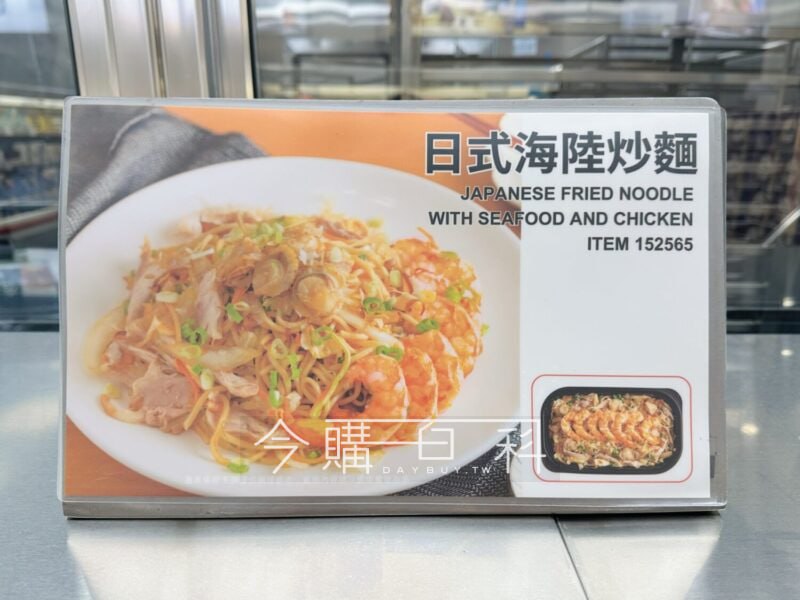 日式海陸炒麵
JAPANESE FRIED NOODLE
WITH SEAFOOD AND CHICKEN
ITEM 152565
今購百科
DAYBUY.TW